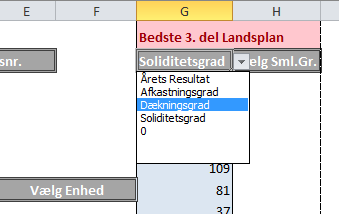 E F G H
Bedste 3. del Landsplan
snr. Soliditetsgrad elg Sml.Gr.
Årets Resultat
Afkastningsgrad
Dækningsgrad
Soliditetsgrad
0
109
Vælg Enhed 81
37